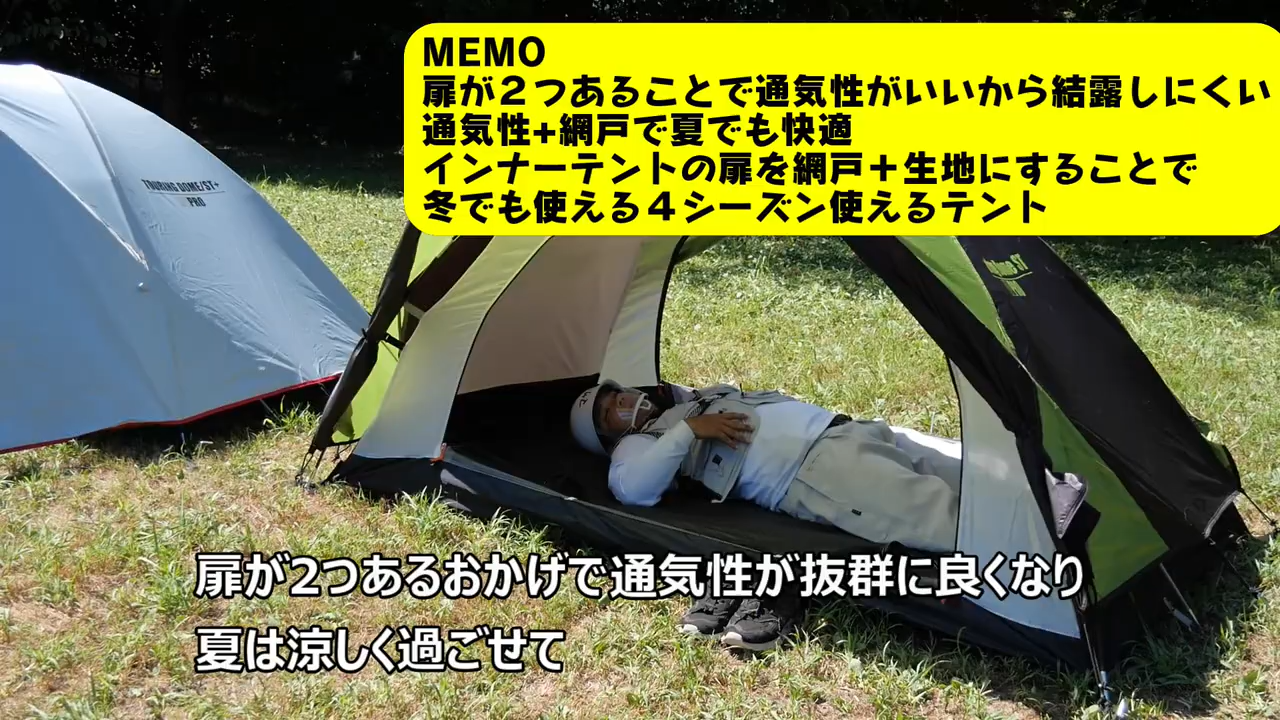 MEMO
扉が２つあることで通気性がいいから結露しにくい
通気性+網戸で夏でも快適
インナーテントの扉を網戸＋生地にすることで
冬でも使える４シーズン使えるテント
TOURING DOME/ST+
PRO
扉が2つあるおかげで通気性が抜群に良くなり
夏は涼しく過ごせて